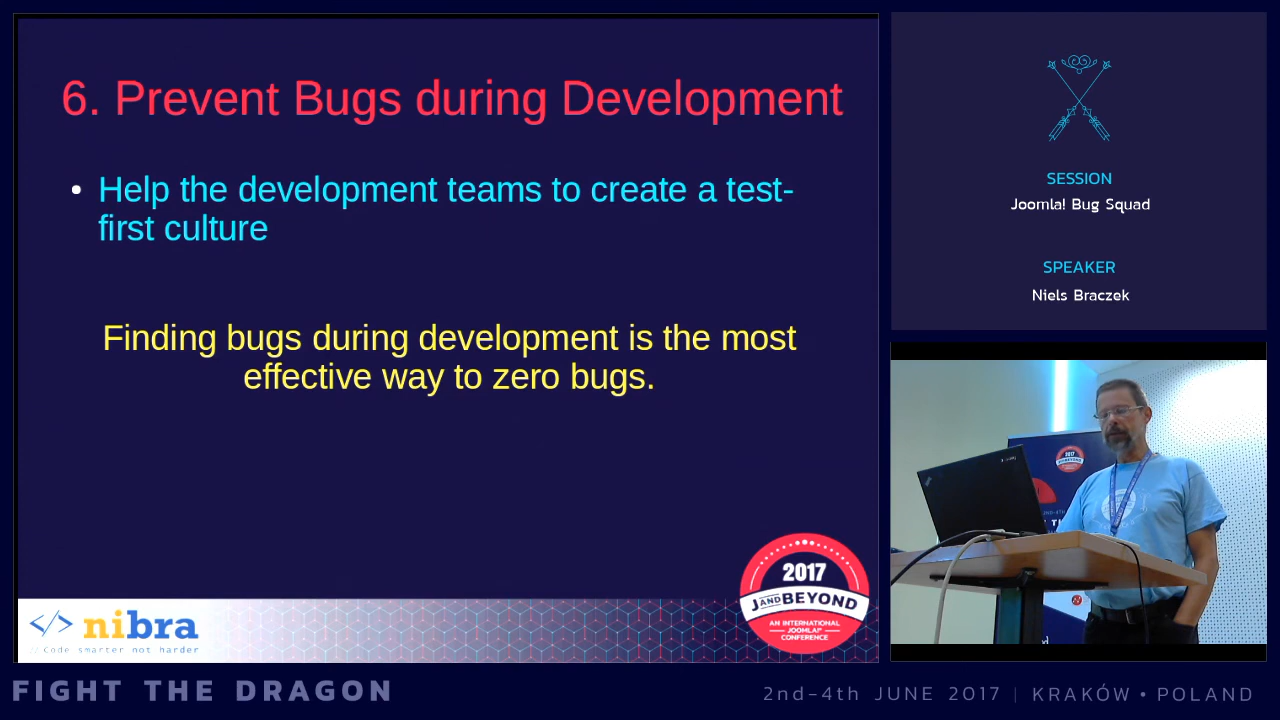 6. Prevent Bugs during Development
• Help the development teams to create a test-
first culture
Finding bugs during development is the most
effective way to zero bugs.
</> nibra
// Code smarter not harder
2017
J AND BEYOND
AN INTERNATIONAL
JOOMLA!®
CONFERENCE
SESSION
Joomla! Bug Squad
SPEAKER
Niels Braczek
2017
FIGHT THE DRAGON
2nd-4th JUNE 2017 | KRAKÓW • POLAND